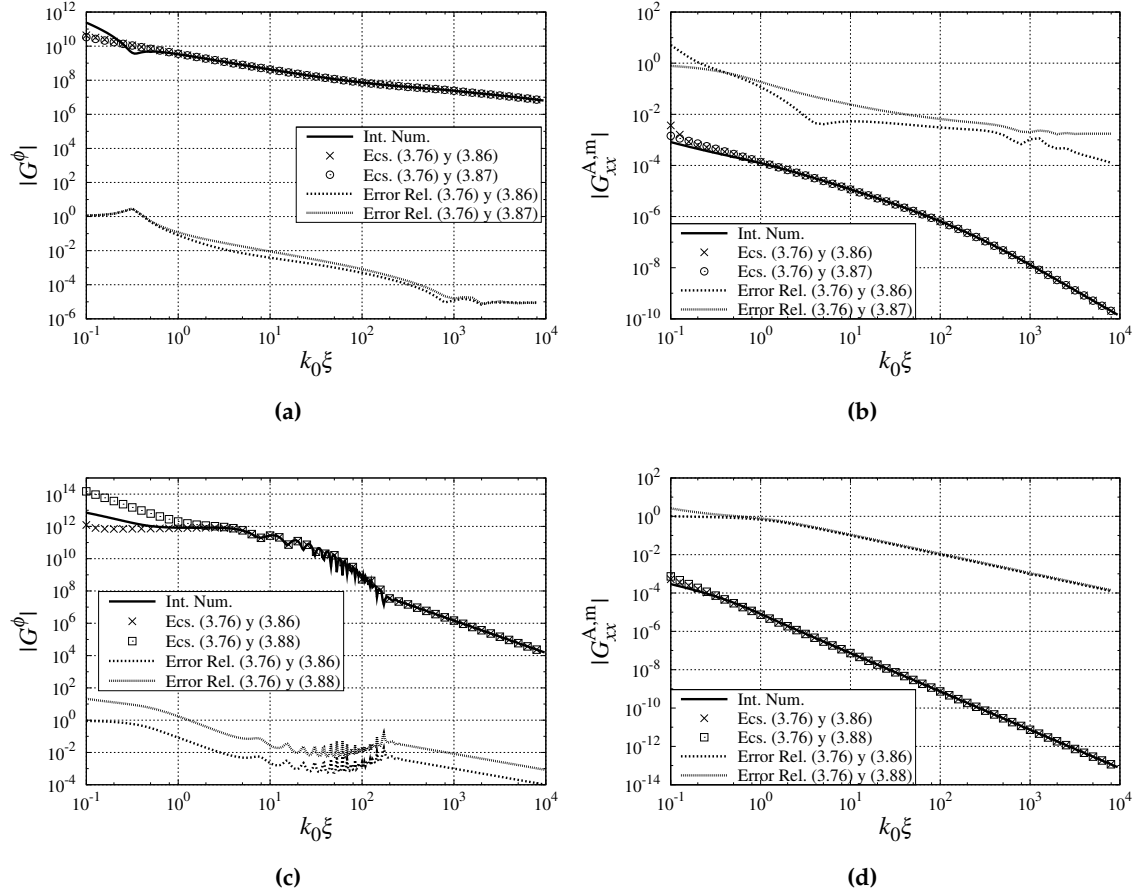 10^12
10^10
10^8
10^6
10^4
10^2
10^0
10^-2
10^-4
10^-6
|G^ϕ|
Int. Num.
Ecs. (3.76) y (3.86)
Ecs. (3.76) y (3.87)
Error Rel. (3.76) y (3.86)
Error Rel. (3.76) y (3.87)
10^-1 10^0 10^1 10^2 10^3 10^4
k_0ξ
(a)
10^2
10^0
10^-2
10^-4
10^-6
10^-8
10^-10
|G_xx^A,m|
Int. Num.
Ecs. (3.76) y (3.86)
Ecs. (3.76) y (3.87)
Error Rel. (3.76) y (3.86)
Error Rel. (3.76) y (3.87)
10^-1 10^0 10^1 10^2 10^3 10^4
k_0ξ
(b)
10^14
10^12
10^10
10^8
10^6
10^4
10^2
10^0
10^-2
10^-4
|G^ϕ|
Int. Num.
Ecs. (3.76) y (3.86)
Ecs. (3.76) y (3.88)
Error Rel. (3.76) y (3.86)
Error Rel. (3.76) y (3.88)
10^-1 10^0 10^1 10^2 10^3 10^4
k_0ξ
(c)
10^2
10^0
10^-2
10^-4
10^-6
10^-8
10^-10
10^-12
10^-14
|G_xx^A,m|
Int. Num.
Ecs. (3.76) y (3.86)
Ecs. (3.76) y (3.88)
Error Rel. (3.76) y (3.86)
Error Rel. (3.76) y (3.88)
10^-1 10^0 10^1 10^2 10^3 10^4
k_0ξ
(d)